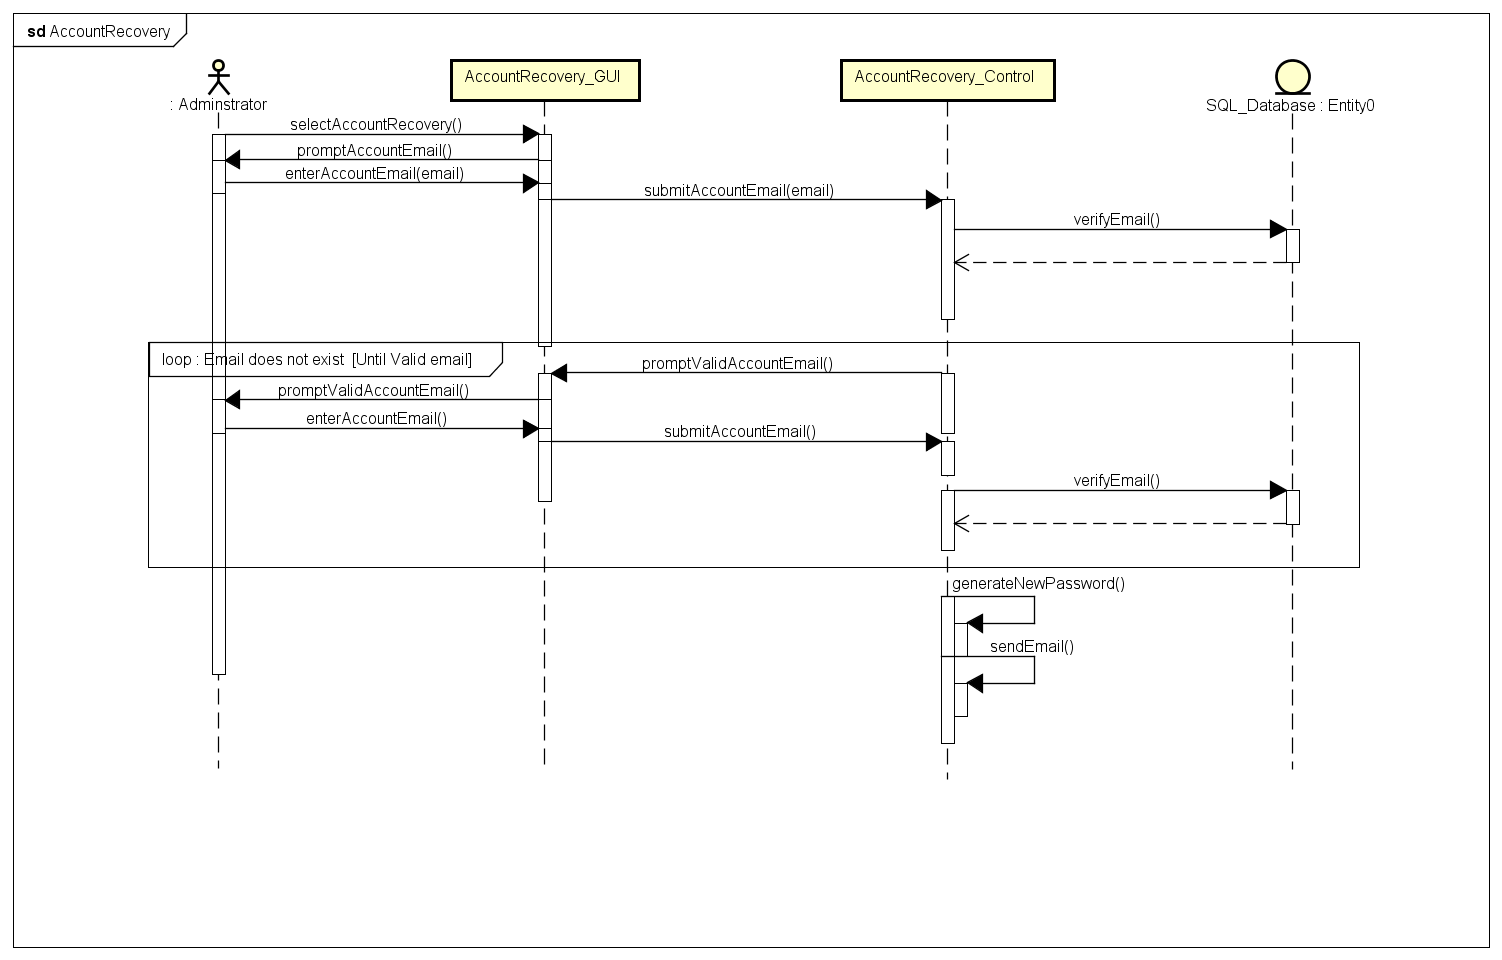 sd AccountRecovery
: Adminstrator
AccountRecovery_GUI
AccountRecovery_Control
SQL_Database : Entity0
selectAccountRecovery()
promptAccountEmail()
enterAccountEmail(email)
submitAccountEmail(email)
verifyEmail()
loop : Email does not exist [Until Valid email]
promptValidAccountEmail()
promptValidAccountEmail()
enterAccountEmail()
submitAccountEmail()
verifyEmail()
generateNewPassword()
sendEmail()